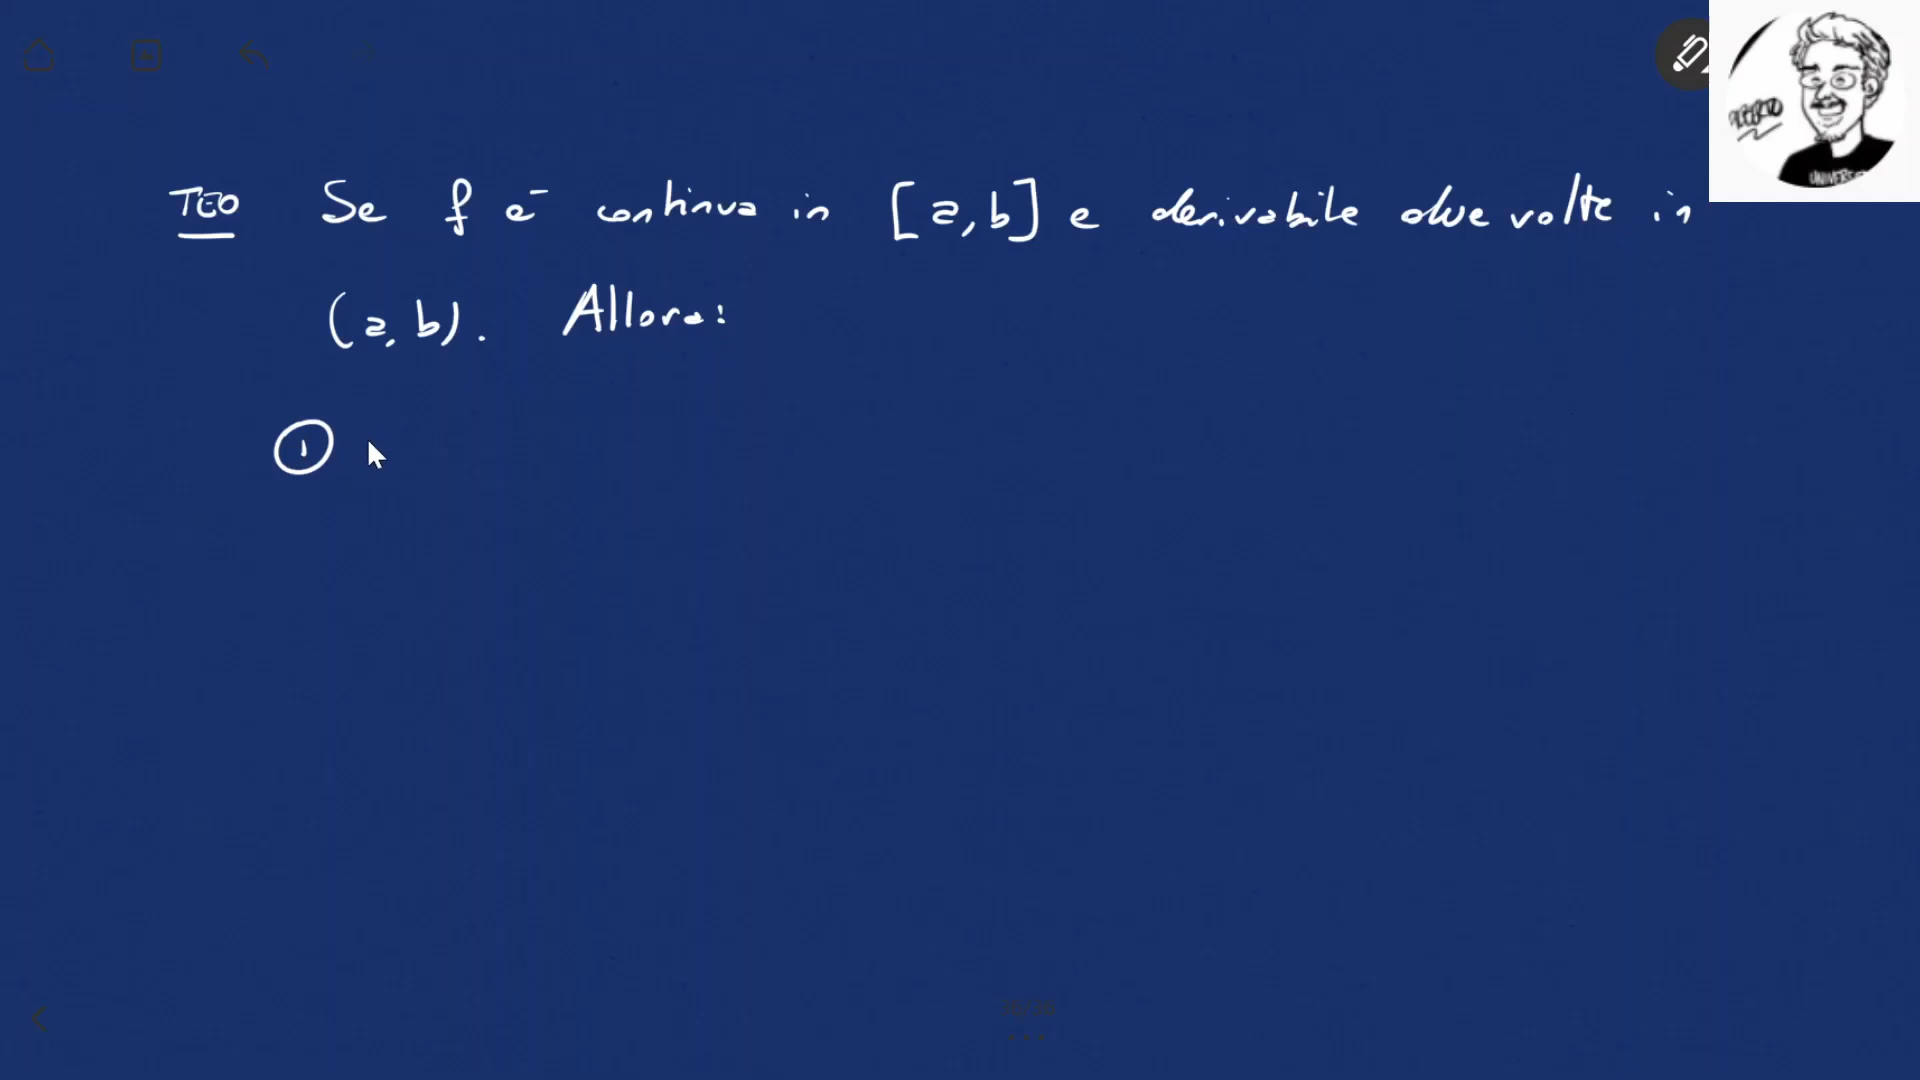 TEO Se f è continua in [a, b] e derivabile due volte in
(a, b). Allora:
①